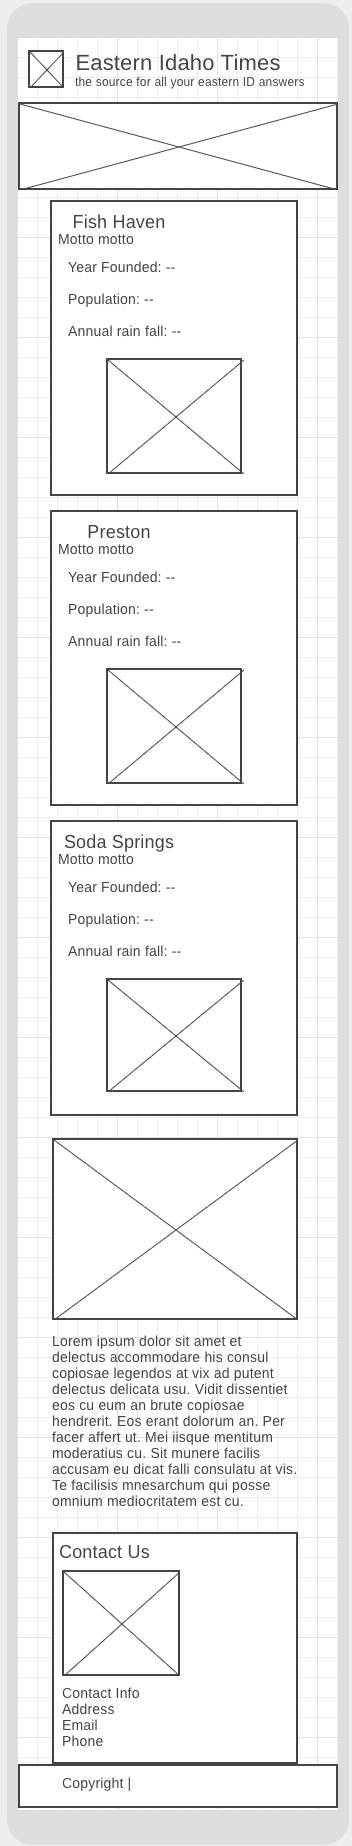 Eastern Idaho Times
the source for all your eastern ID answers
Fish Haven
Motto motto
Year Founded: --
Population: --
Annual rain fall: --
Preston
Motto motto
Year Founded: --
Population: --
Annual rain fall: --
Soda Springs
Motto motto
Year Founded: --
Population: --
Annual rain fall: --
Lorem ipsum dolor sit amet et
delectus accommodare his consul
copiosae legendos at vix ad putent
delectus delicata usu. Vidit dissentiet
eos cu eum an brute copiosae
hendrerit. Eos erant dolorum an. Per
facer affert ut. Mei iisque mentitum
moderatius cu. Sit munere facilis
accusam eu dicat falli consulatu at vis.
Te facilisis mnesarchum qui posse
omnium mediocritatem est cu.
Contact Us
Contact Info
Address
Email
Phone
Copyright |